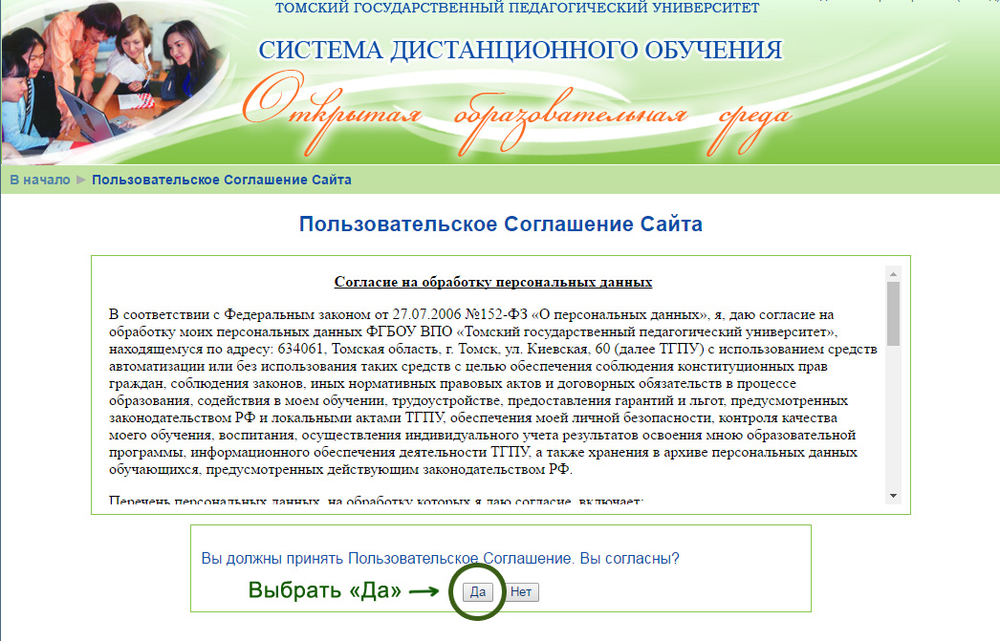 ТОМСКИЙ ГОСУДАРСТВЕННЫЙ ПЕДАГОГИЧЕСКИЙ УНИВЕРСИТЕТ
СИСТЕМА ДИСТАНЦИОННОГО ОБУЧЕНИЯ
Открытая образовательная среда
В начало ► Пользовательское Соглашение Сайта
Пользовательское Соглашение Сайта
Согласие на обработку персональных данных
В соответствии с Федеральным законом от 27.07.2006 №152-ФЗ «О персональных данных», я, даю согласие на
обработку моих персональных данных ФГБОУ ВПО «Томский государственный педагогический университет»,
находящемуся по адресу: 634061, Томская область, г. Томск, ул. Киевская, 60 (далее ТГПУ) с использованием средств
автоматизации или без использования таких средств с целью обеспечения соблюдения конституционных прав
граждан, соблюдения законов, иных нормативных правовых актов и договорных обязательств в процессе
образования, содействия в моем обучении, трудоустройстве, предоставления гарантий и льгот, предусмотренных
законодательством РФ и локальными актами ТГПУ, обеспечения моей личной безопасности, контроля качества
моего обучения, воспитания, осуществления индивидуального учета результатов освоения мною образовательной
программы, информационного обеспечения деятельности ТГПУ, а также хранения в архиве персональных данных
обучающихся, предусмотренных действующим законодательством РФ.
Перечень персональных данных, на обработку которых я даю согласие, включает:
Вы должны принять Пользовательское Соглашение. Вы согласны?
Выбрать «Да» → Да Нет